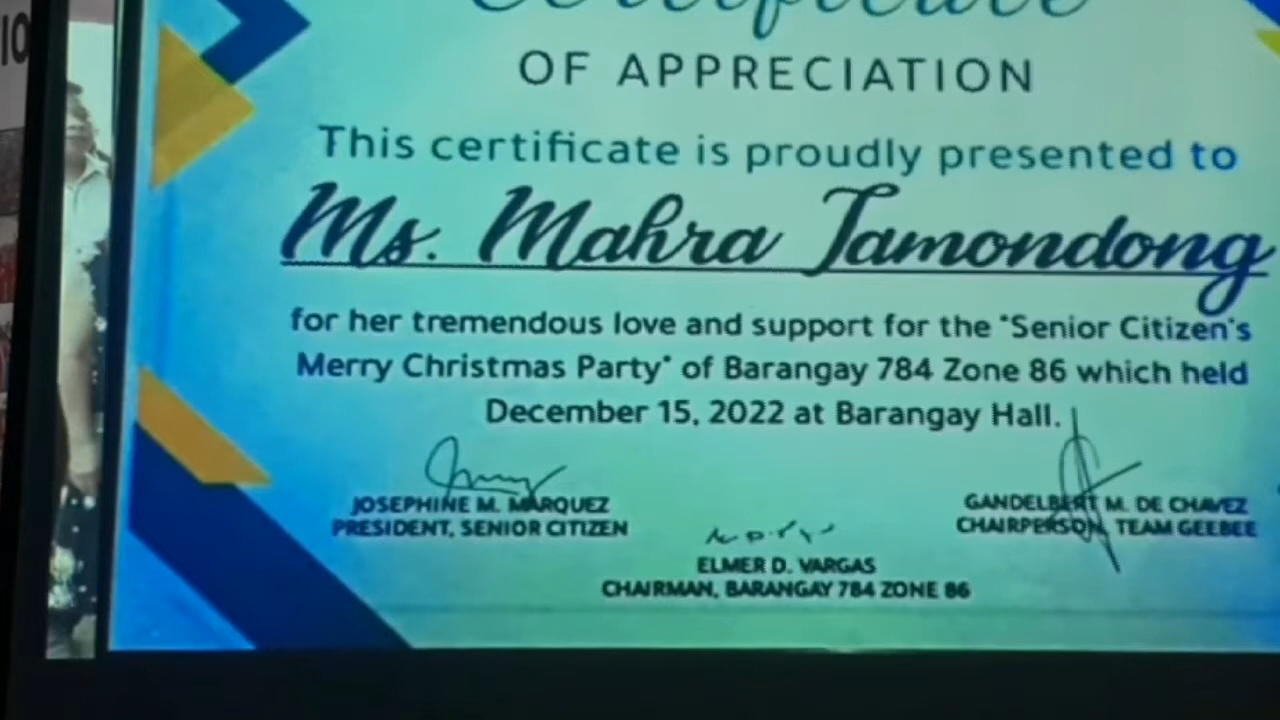 Certificate
OF APPRECIATION
This certificate is proudly presented to
Ms. Mahra Tamondong
for her tremendous love and support for the "Senior Citizen's
Merry Christmas Party" of Barangay 784 Zone 86 which held
December 15, 2022 at Barangay Hall.
JOSEPHINE M. MARQUEZ
PRESIDENT, SENIOR CITIZEN
GANDELBERT M. DE CHAVEZ
CHAIRPERSON, TEAM GEEBEE
ELMER D. VARGAS
CHAIRMAN, BARANGAY 784 ZONE 86